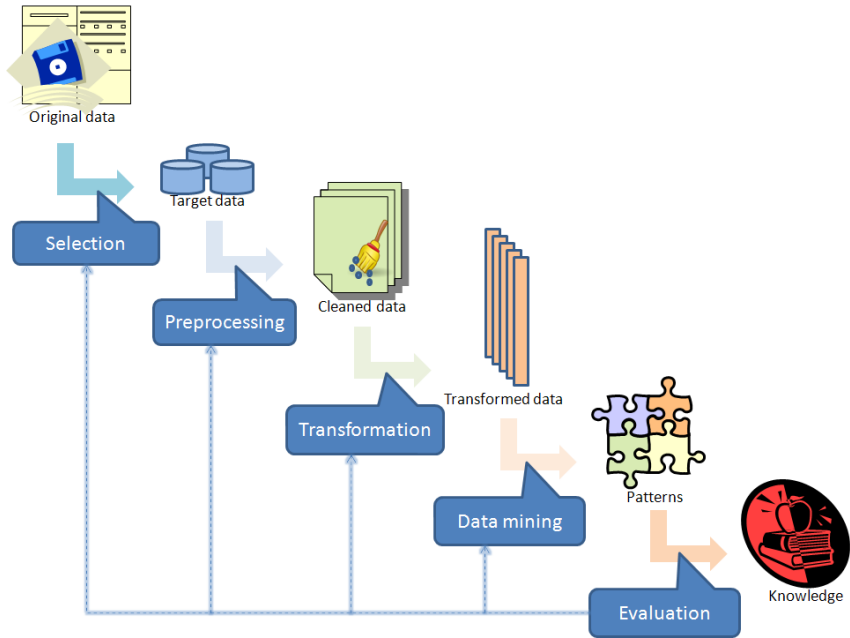 Original data
Target data
Selection
Cleaned data
Preprocessing
Transformed data
Transformation
Patterns
Data mining
Knowledge
Evaluation